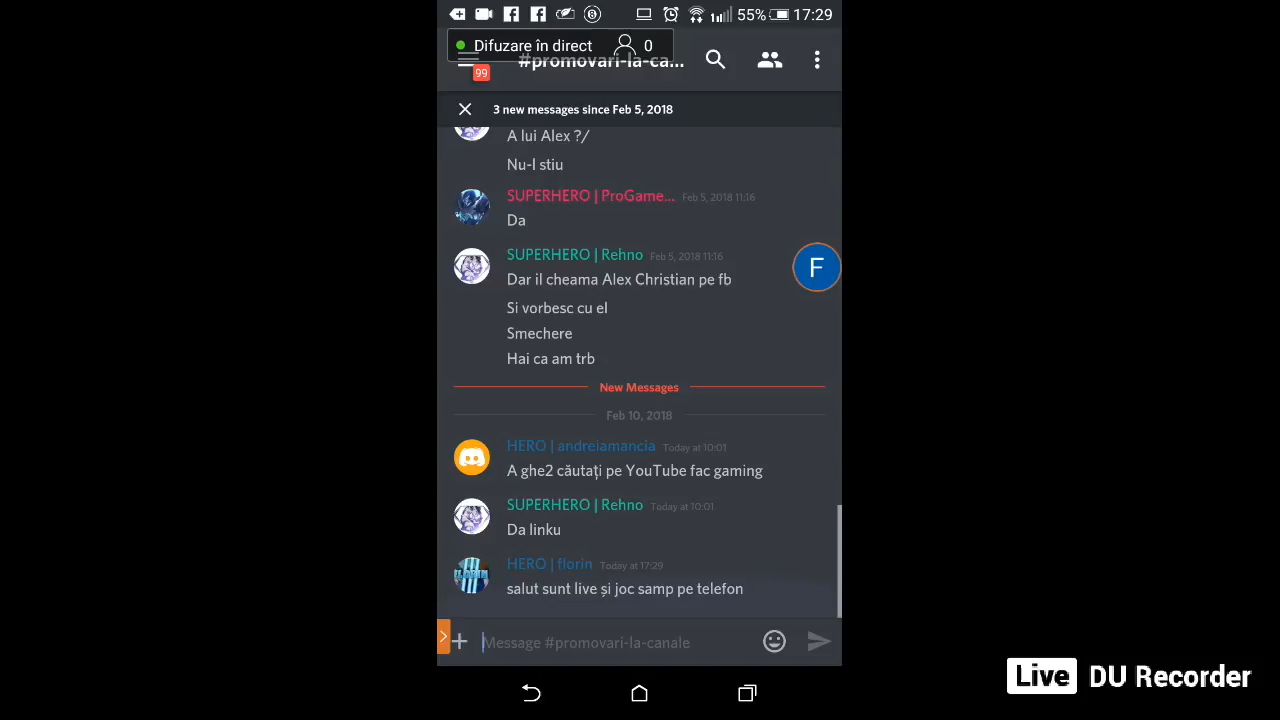 55% 17:29
Difuzare în direct 0
#promovari-la-ca...
99
3 new messages since Feb 5, 2018
A lui Alex ?/
Nu-l stiu
SUPERHERO | ProGame... Feb 5, 2018 11:16
Da
SUPERHERO | Rehno Feb 5, 2018 11:16
F
Dar il cheama Alex Christian pe fb
Si vorbesc cu el
Smechere
Hai ca am trb
New Messages
Feb 10, 2018
HERO | andreiamancia Today at 10:01
A ghe2 căutați pe YouTube fac gaming
SUPERHERO | Rehno Today at 10:01
Da linku
HERO | florin Today at 17:29
salut sunt live și joc samp pe telefon
Message #promovari-la-canale
Live DU Recorder